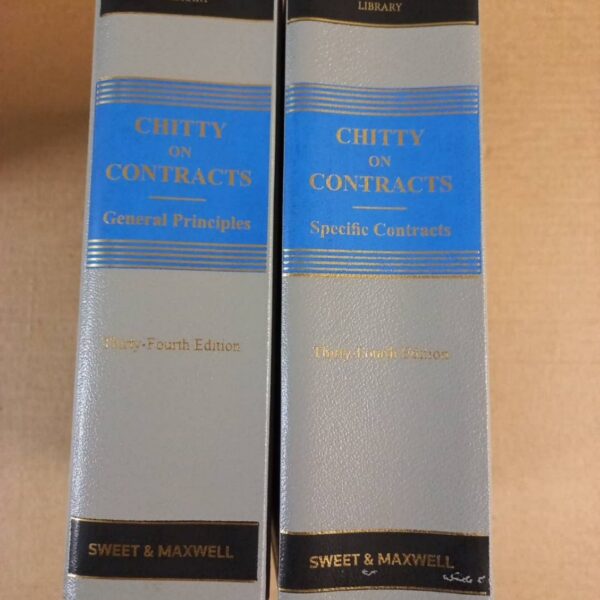 CHITTY
ON
CONTRACTS
General Principles
Thirty-Fourth Edition
SWEET & MAXWELL
LIBRARY
CHITTY
ON
CONTRACTS
Specific Contracts
Thirty-Fourth Edition
SWEET & MAXWELL